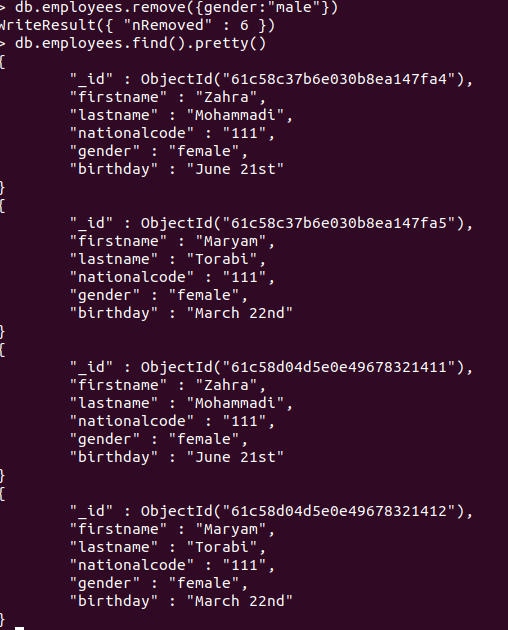 > db.employees.remove({gender:"male"})
WriteResult({ "nRemoved" : 6 })
> db.employees.find().pretty()
{
"_id" : ObjectId("61c58c37b6e030b8ea147fa4"),
"firstname" : "Zahra",
"lastname" : "Mohammadi",
"nationalcode" : "111",
"gender" : "female",
"birthday" : "June 21st"
}
{
"_id" : ObjectId("61c58c37b6e030b8ea147fa5"),
"firstname" : "Maryam",
"lastname" : "Torabi",
"nationalcode" : "111",
"gender" : "female",
"birthday" : "March 22nd"
}
{
"_id" : ObjectId("61c58d04d5e0e49678321411"),
"firstname" : "Zahra",
"lastname" : "Mohammadi",
"nationalcode" : "111",
"gender" : "female",
"birthday" : "June 21st"
}
{
"_id" : ObjectId("61c58d04d5e0e49678321412"),
"firstname" : "Maryam",
"lastname" : "Torabi",
"nationalcode" : "111",
"gender" : "female",
"birthday" : "March 22nd"
}